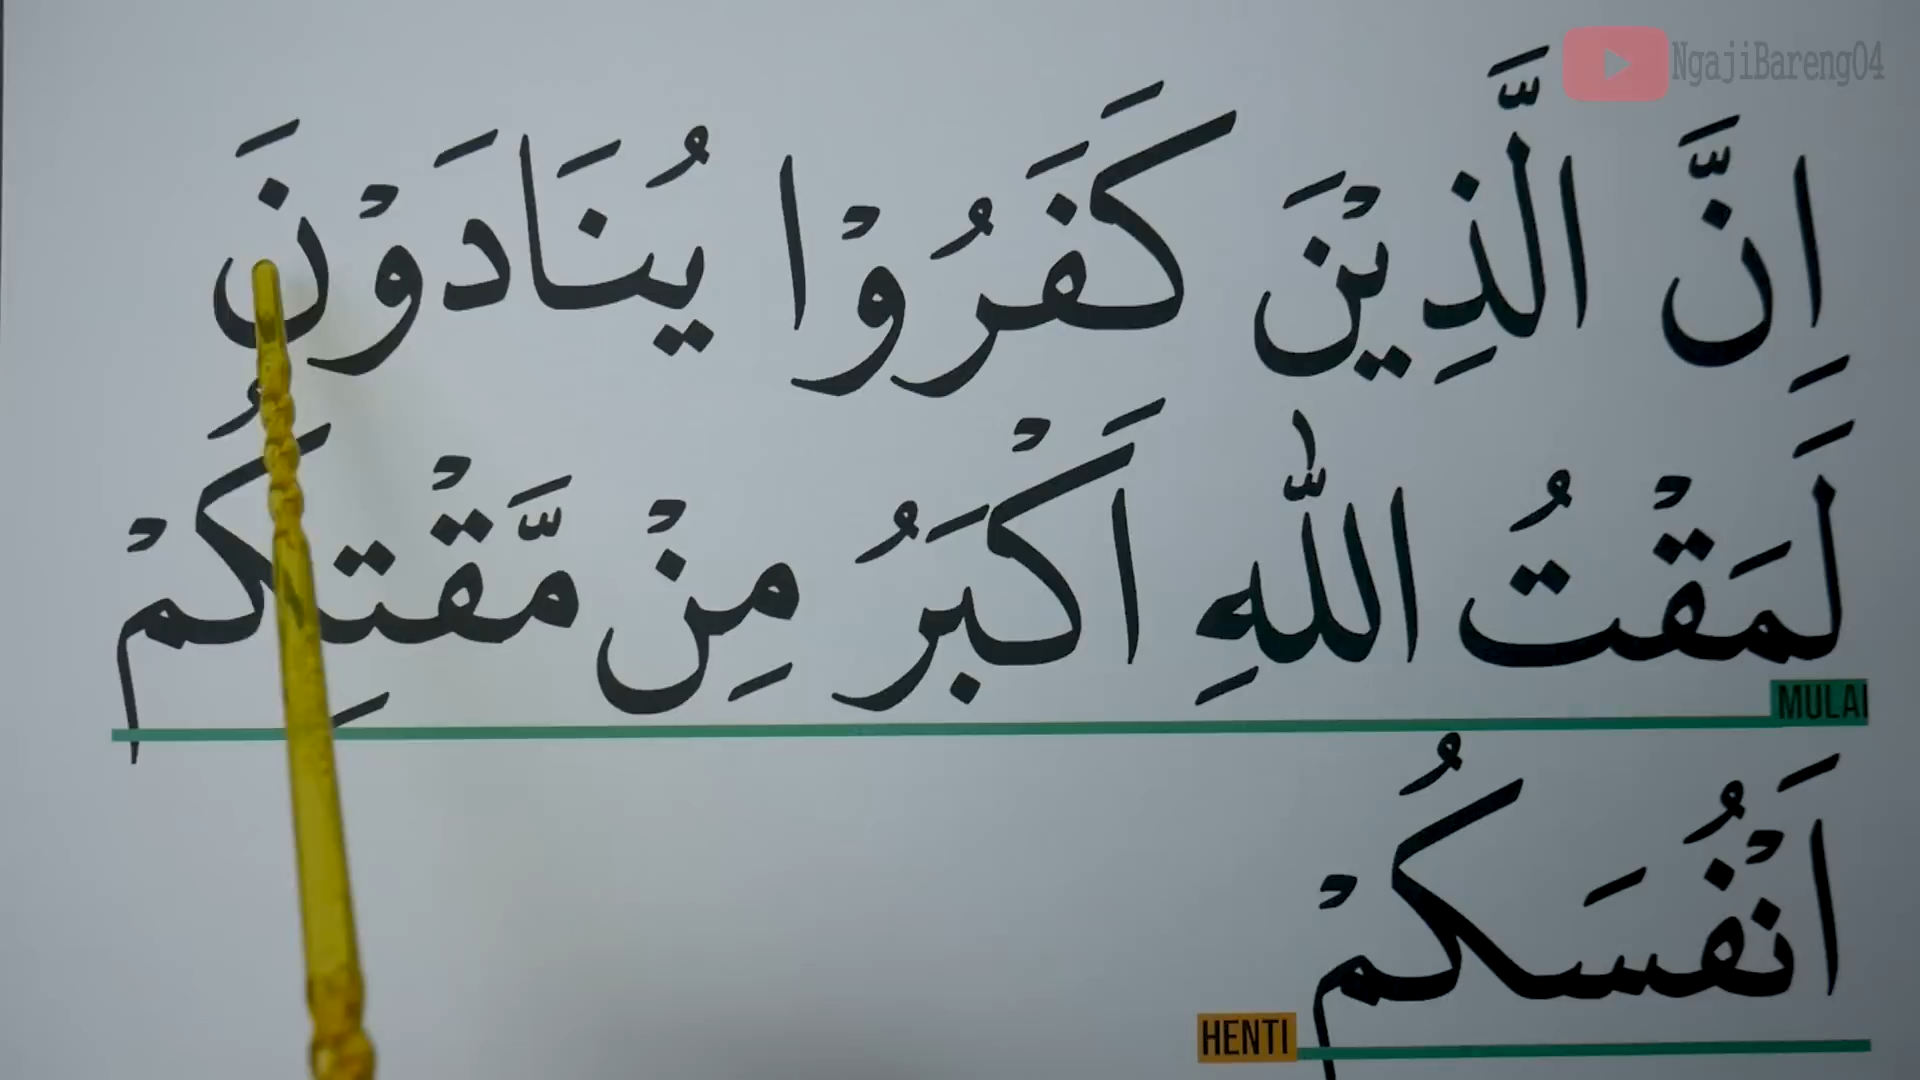 NgajiBareng04
اِنَّ الَّذِيْنَ كَفَرُوْا يُنَادَوْنَ
لَمَقْتُ اللّٰهِ اَكْبَرُ مِنْ مَّقْتِكُمْ
MULAI
اَنْفُسَكُمْ
HENTI